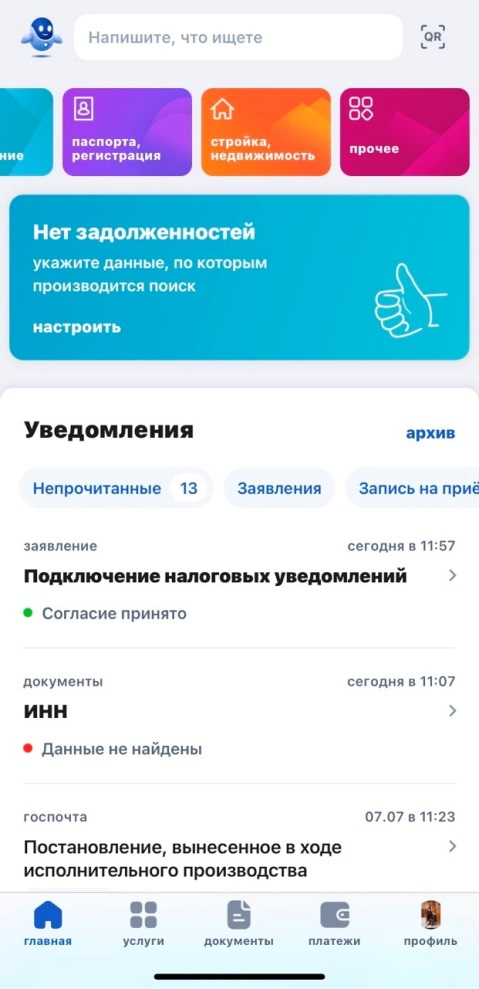 Напишите, что ищете
QR
ние
паспорта,
регистрация
стройка,
недвижимость
прочее
Нет задолженностей
укажите данные, по которым
производится поиск
настроить
Уведомления
архив
Непрочитанные 13
Заявления
Запись на приё
заявление
сегодня в 11:57
Подключение налоговых уведомлений
Согласие принято
документы
сегодня в 11:07
ИНН
Данные не найдены
госпочта
07.07 в 11:23
Постановление, вынесенное в ходе
исполнительного производства
главная
услуги
документы
платежи
профиль